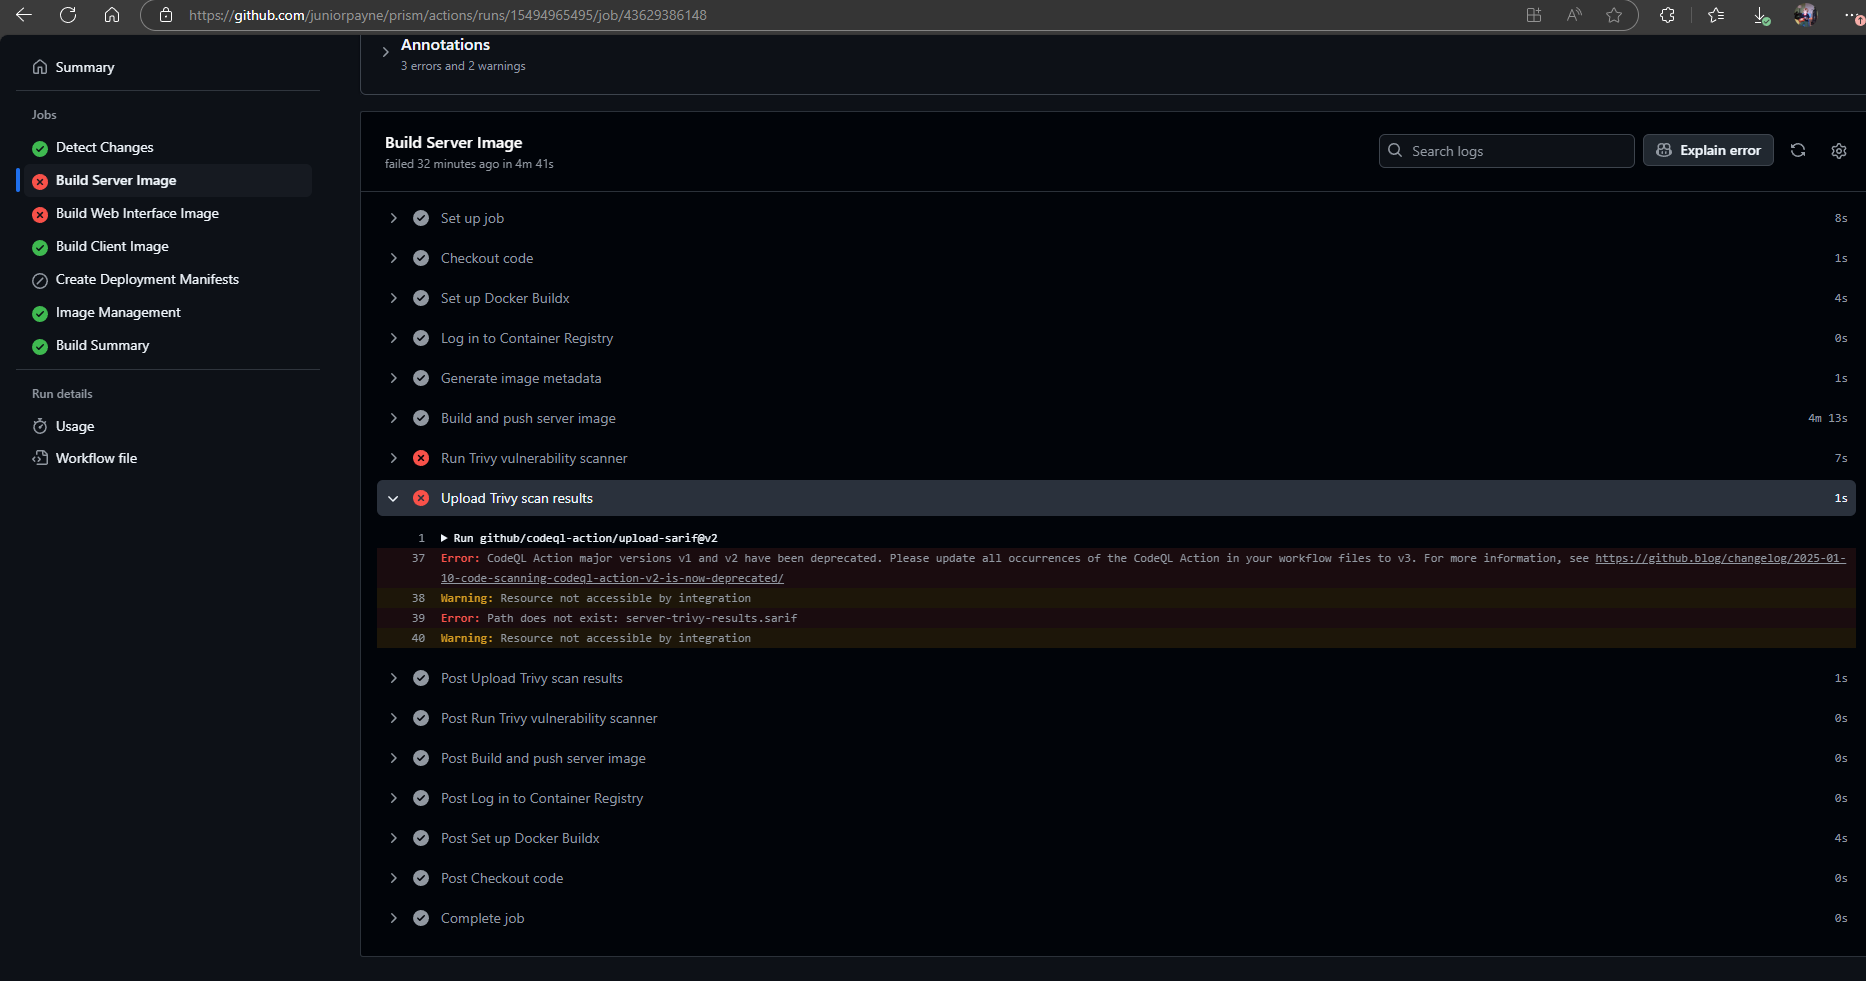 https://github.com/juniorpayne/prism/actions/runs/15494965495/job/43629386148
Summary
Jobs
Detect Changes
Build Server Image
Build Web Interface Image
Build Client Image
Create Deployment Manifests
Image Management
Build Summary
Run details
Usage
Workflow file
Annotations
3 errors and 2 warnings
Build Server Image
failed 32 minutes ago in 4m 41s
Search logs
Explain error
Set up job 8s
Checkout code 1s
Set up Docker Buildx 4s
Log in to Container Registry 0s
Generate image metadata 1s
Build and push server image 4m 13s
Run Trivy vulnerability scanner 7s
Upload Trivy scan results 1s
1 Run github/codeql-action/upload-sarif@v2
37 Error: CodeQL Action major versions v1 and v2 have been deprecated. Please update all occurrences of the CodeQL Action in your workflow files to v3. For more information, see https://github.blog/changelog/2025-01-
10-code-scanning-codeql-action-v2-is-now-deprecated/
38 Warning: Resource not accessible by integration
39 Error: Path does not exist: server-trivy-results.sarif
40 Warning: Resource not accessible by integration
Post Upload Trivy scan results 1s
Post Run Trivy vulnerability scanner 0s
Post Build and push server image 0s
Post Log in to Container Registry 0s
Post Set up Docker Buildx 4s
Post Checkout code 0s
Complete job 0s